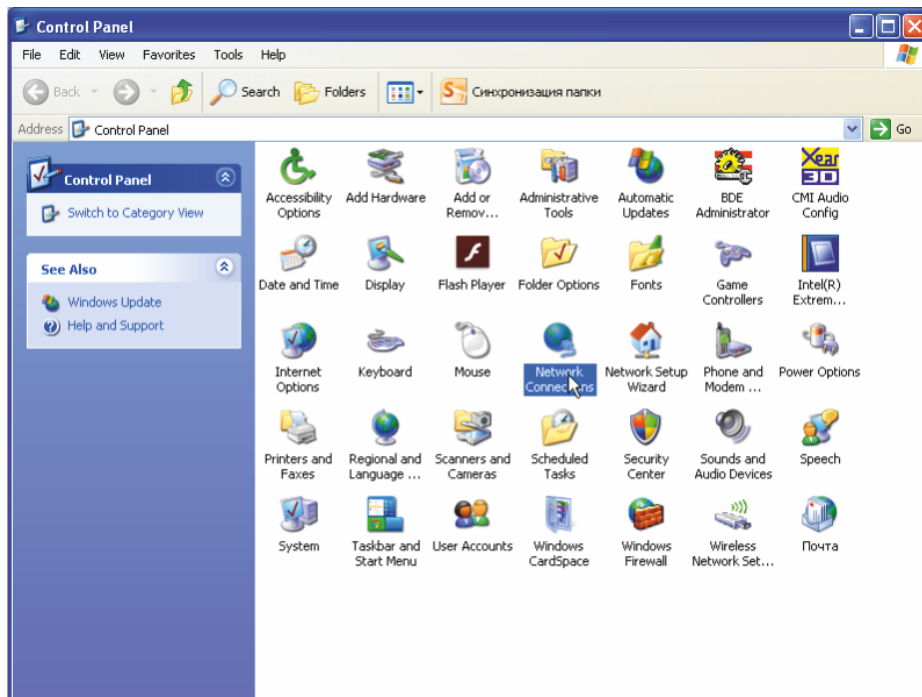 Control Panel
File Edit View Favorites Tools Help
Back Search Folders Синхронизация папки
Address Control Panel Go
Control Panel
Switch to Category View
See Also
Windows Update
Help and Support
Accessibility Options
Add Hardware
Add or Remov...
Administrative Tools
Automatic Updates
BDE Administrator
Xear 3D
CMI Audio Config
Date and Time
Display
Flash Player
Folder Options
Fonts
Game Controllers
Intel(R) Extrem...
Internet Options
Keyboard
Mouse
Network Connections
Network Setup Wizard
Phone and Modem ...
Power Options
Printers and Faxes
Regional and Language ...
Scanners and Cameras
Scheduled Tasks
Security Center
Sounds and Audio Devices
Speech
System
Taskbar and Start Menu
User Accounts
Windows CardSpace
Windows Firewall
Wireless Network Set...
Почта